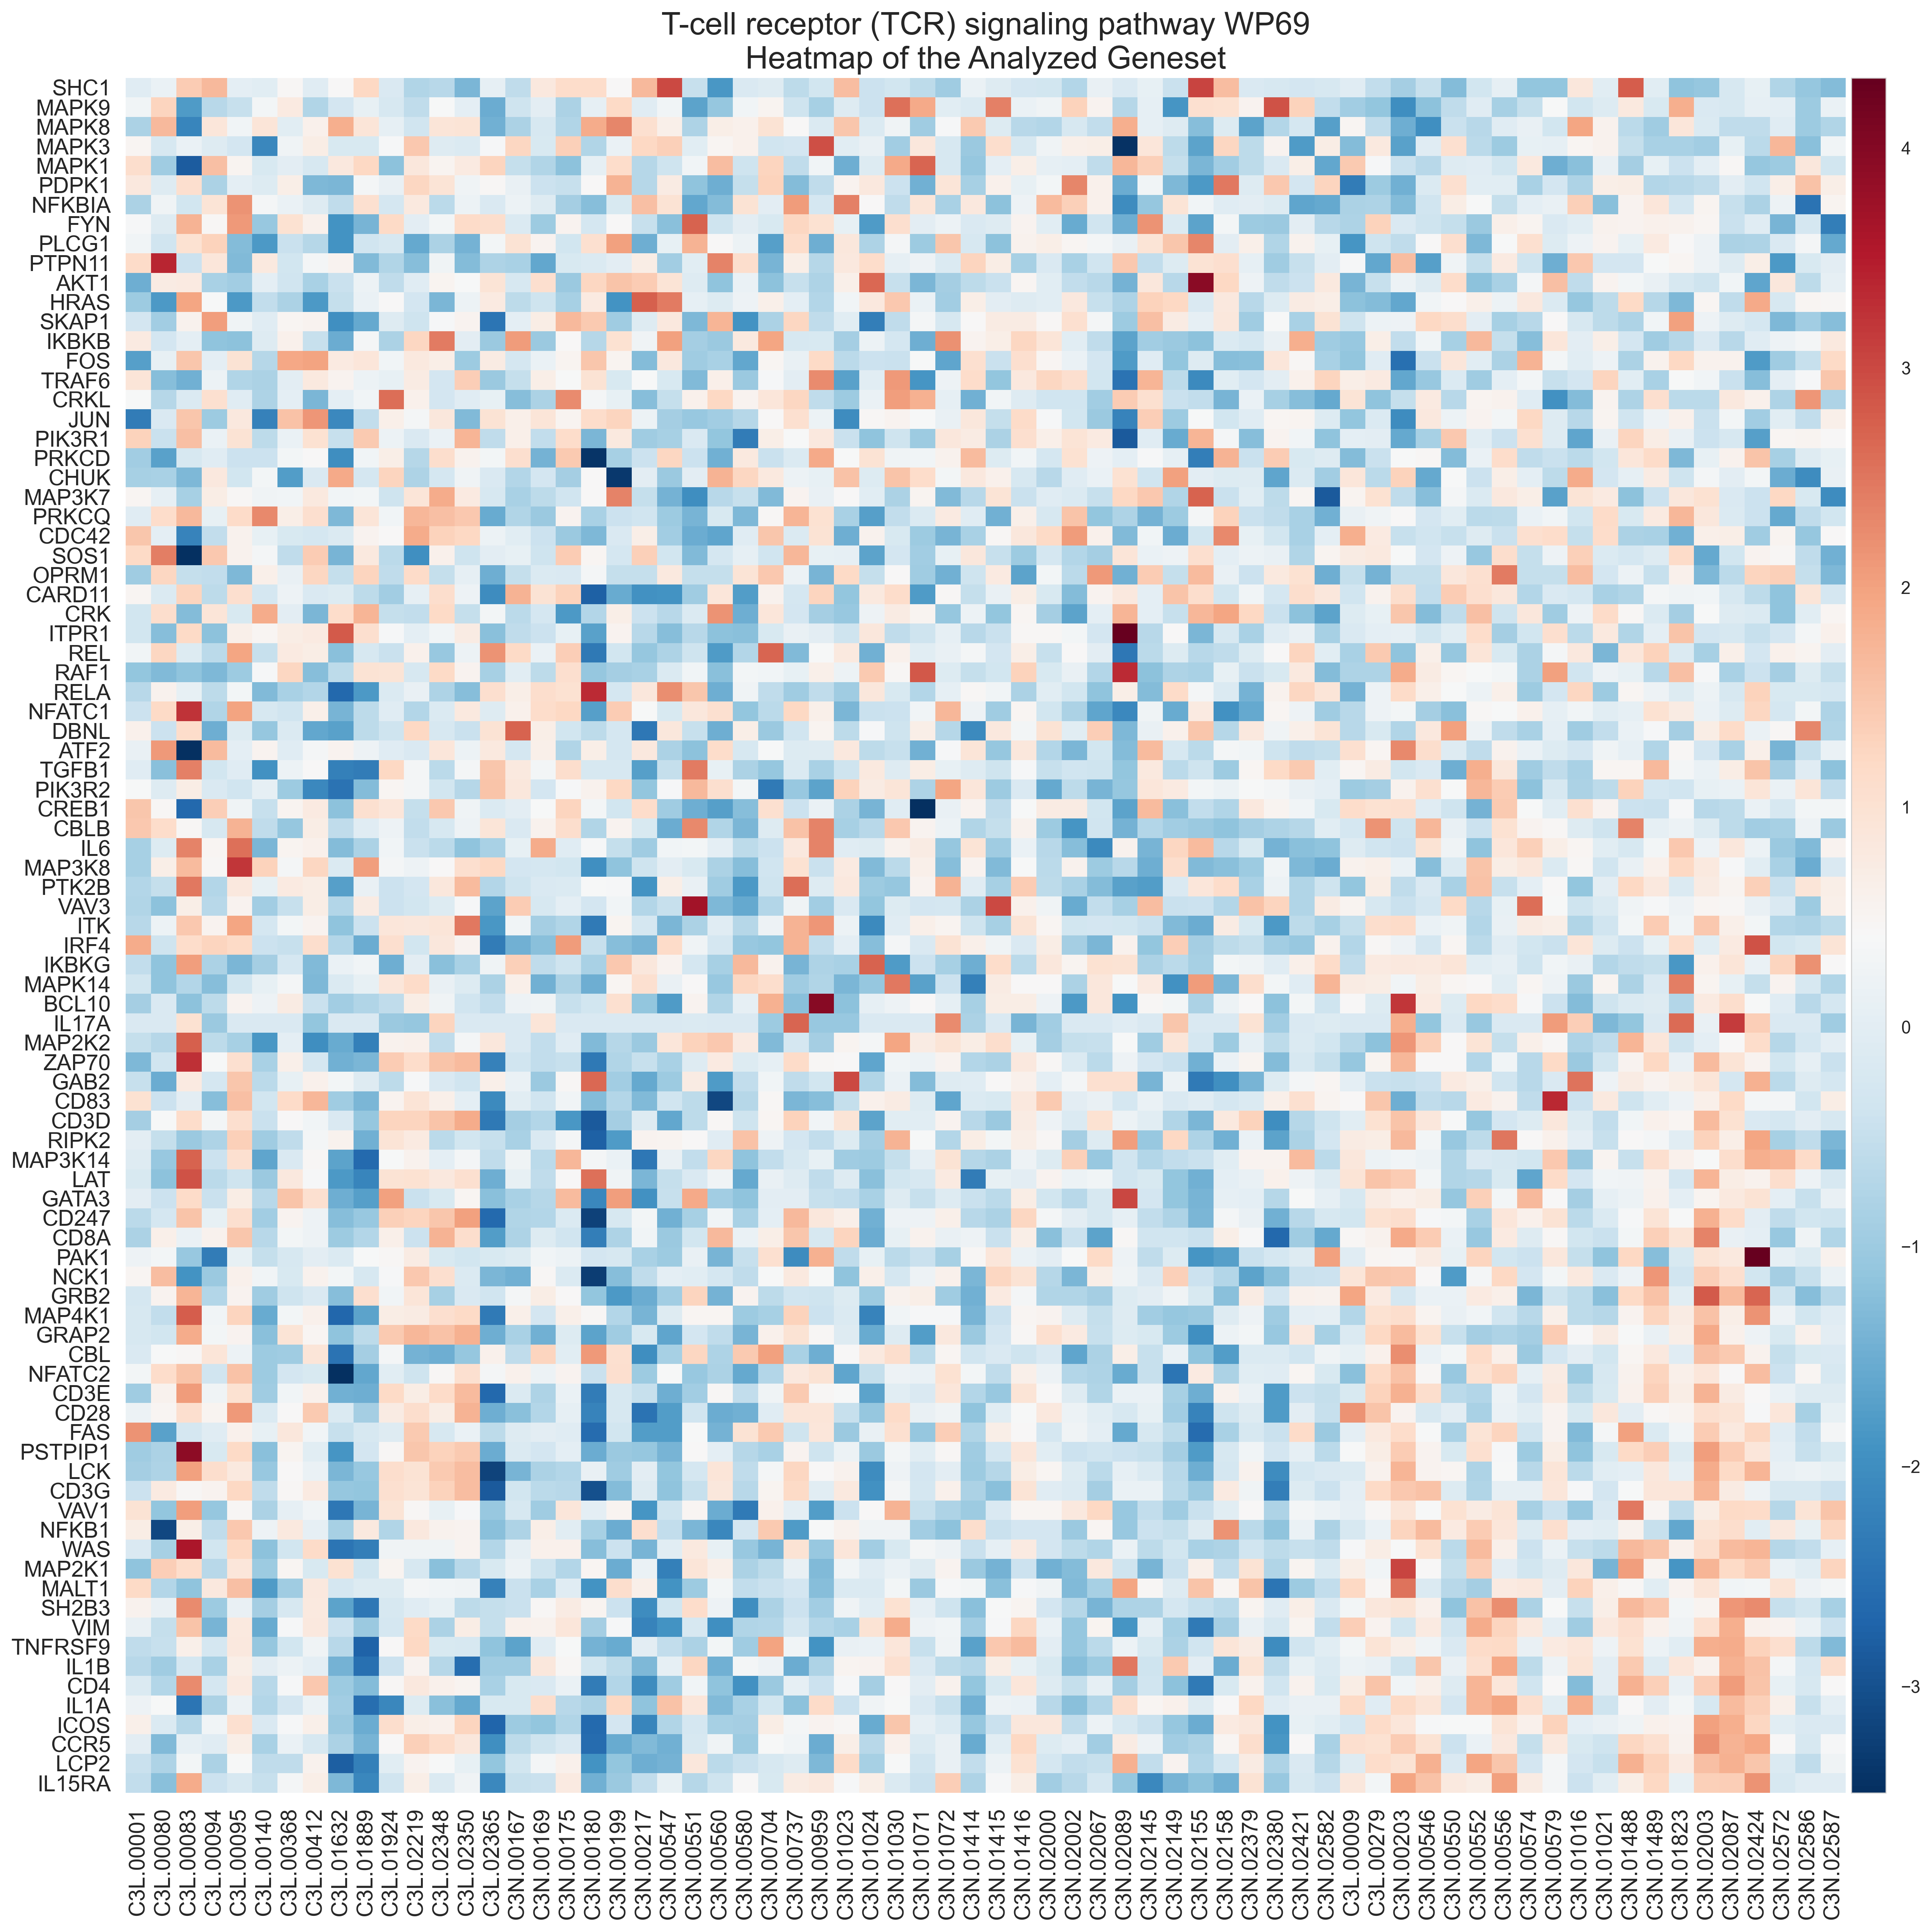 T-cell receptor (TCR) signaling pathway WP69
Heatmap of the Analyzed Geneset
SHC1
MAPK9
MAPK8
MAPK3
MAPK1
PDPK1
NFKBIA
FYN
PLCG1
PTPN11
AKT1
HRAS
SKAP1
IKBKB
FOS
TRAF6
CRKL
JUN
PIK3R1
PRKCD
CHUK
MAP3K7
PRKCQ
CDC42
SOS1
OPRM1
CARD11
CRK
ITPR1
REL
RAF1
RELA
NFATC1
DBNL
ATF2
TGFB1
PIK3R2
CREB1
CBLB
IL6
MAP3K8
PTK2B
VAV3
ITK
IRF4
IKBKG
MAPK14
BCL10
IL17A
MAP2K2
ZAP70
GAB2
CD83
CD3D
RIPK2
MAP3K14
LAT
GATA3
CD247
CD8A
PAK1
NCK1
GRB2
MAP4K1
GRAP2
CBL
NFATC2
CD3E
CD28
FAS
PSTPIP1
LCK
CD3G
VAV1
NFKB1
WAS
MAP2K1
MALT1
SH2B3
VIM
TNFRSF9
IL1B
CD4
IL1A
ICOS
CCR5
LCP2
IL15RA
C3L.00001
C3L.00080
C3L.00083
C3L.00094
C3L.00095
C3L.00140
C3L.00368
C3L.00412
C3L.01632
C3L.01889
C3L.01924
C3L.02219
C3L.02348
C3L.02350
C3L.02365
C3N.00167
C3N.00169
C3N.00175
C3N.00180
C3N.00199
C3N.00217
C3N.00547
C3N.00551
C3N.00560
C3N.00580
C3N.00704
C3N.00737
C3N.00959
C3N.01023
C3N.01024
C3N.01030
C3N.01071
C3N.01072
C3N.01414
C3N.01415
C3N.01416
C3N.02000
C3N.02002
C3N.02067
C3N.02089
C3N.02145
C3N.02149
C3N.02155
C3N.02158
C3N.02379
C3N.02380
C3N.02421
C3N.02582
C3L.00009
C3L.00279
C3N.00203
C3N.00546
C3N.00550
C3N.00552
C3N.00556
C3N.00574
C3N.00579
C3N.01016
C3N.01021
C3N.01488
C3N.01489
C3N.01823
C3N.02003
C3N.02087
C3N.02424
C3N.02572
C3N.02586
C3N.02587
4
3
2
1
0
−1
−2
−3